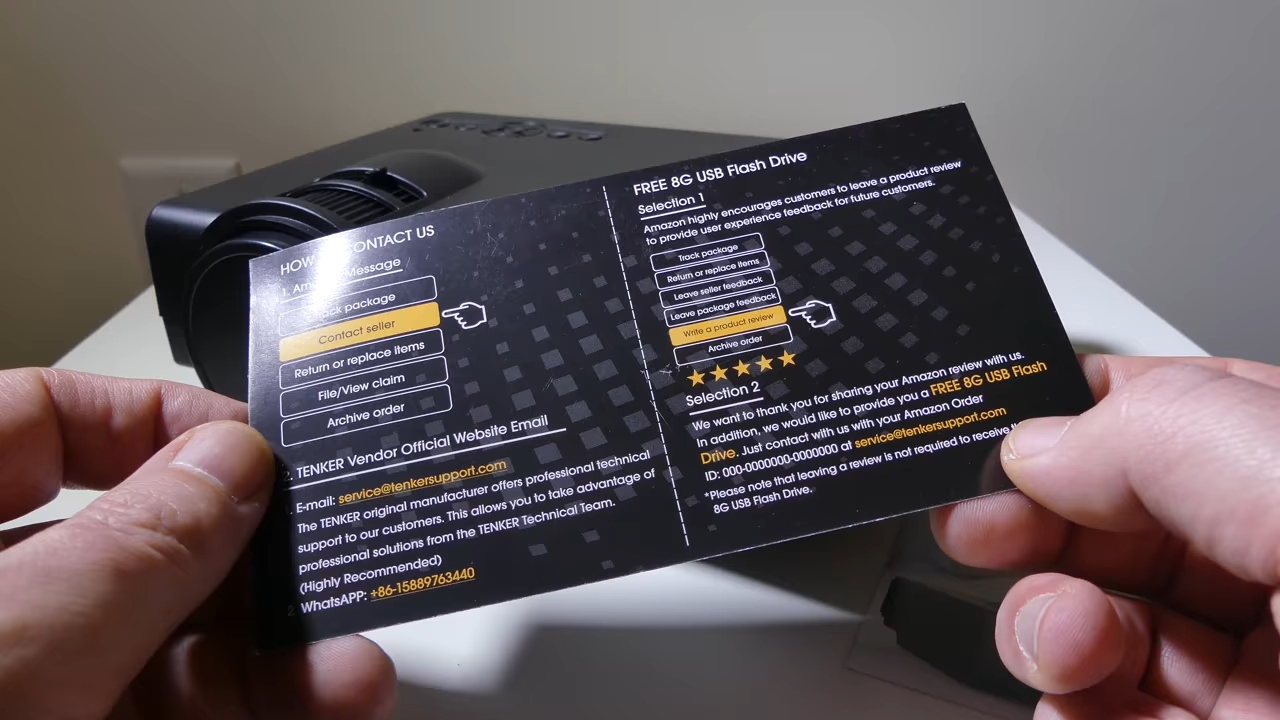 HOW CONTACT US
1. Am Message
ck package
Contact seller
Return or replace items
File/View claim
Archive order
2. TENKER Vendor Official Website Email
E-mail: service@tenkersupport.com
The TENKER original manufacturer offers professional technical
support to our customers. This allows you to take advantage of
professional solutions from the TENKER Technical Team.
(Highly Recommended)
2. WhatsAPP: +86-15889763440
FREE 8G USB Flash Drive
Selection 1
Amazon highly encourages customers to leave a product review
to provide user experience feedback for future customers.
Track package
Return or replace items
Leave seller feedback
Leave package feedback
Write a product review
Archive order
Selection 2
We want to thank you for sharing your Amazon review with us.
In addition, we would like to provide you a FREE 8G USB Flash
Drive. Just contact with us with your Amazon Order
ID: 000-0000000-0000000 at service@tenkersupport.com
*Please note that leaving a review is not required to receive
8G USB Flash Drive.